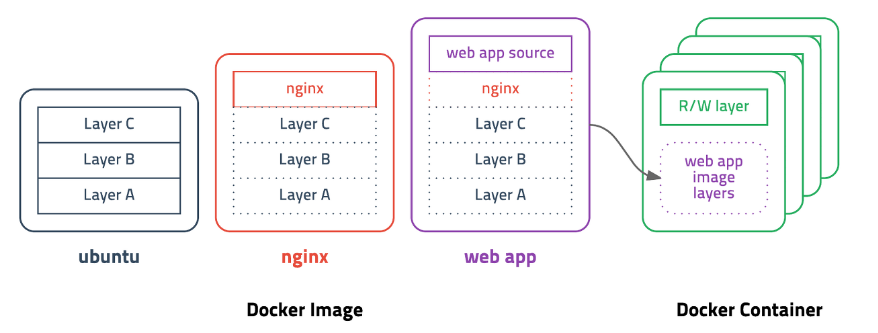 Layer C
Layer B
Layer A
ubuntu
nginx
Layer C
Layer B
Layer A
nginx
web app source
nginx
Layer C
Layer B
Layer A
web app
Docker Image
R/W layer
web app
image
layers
Docker Container